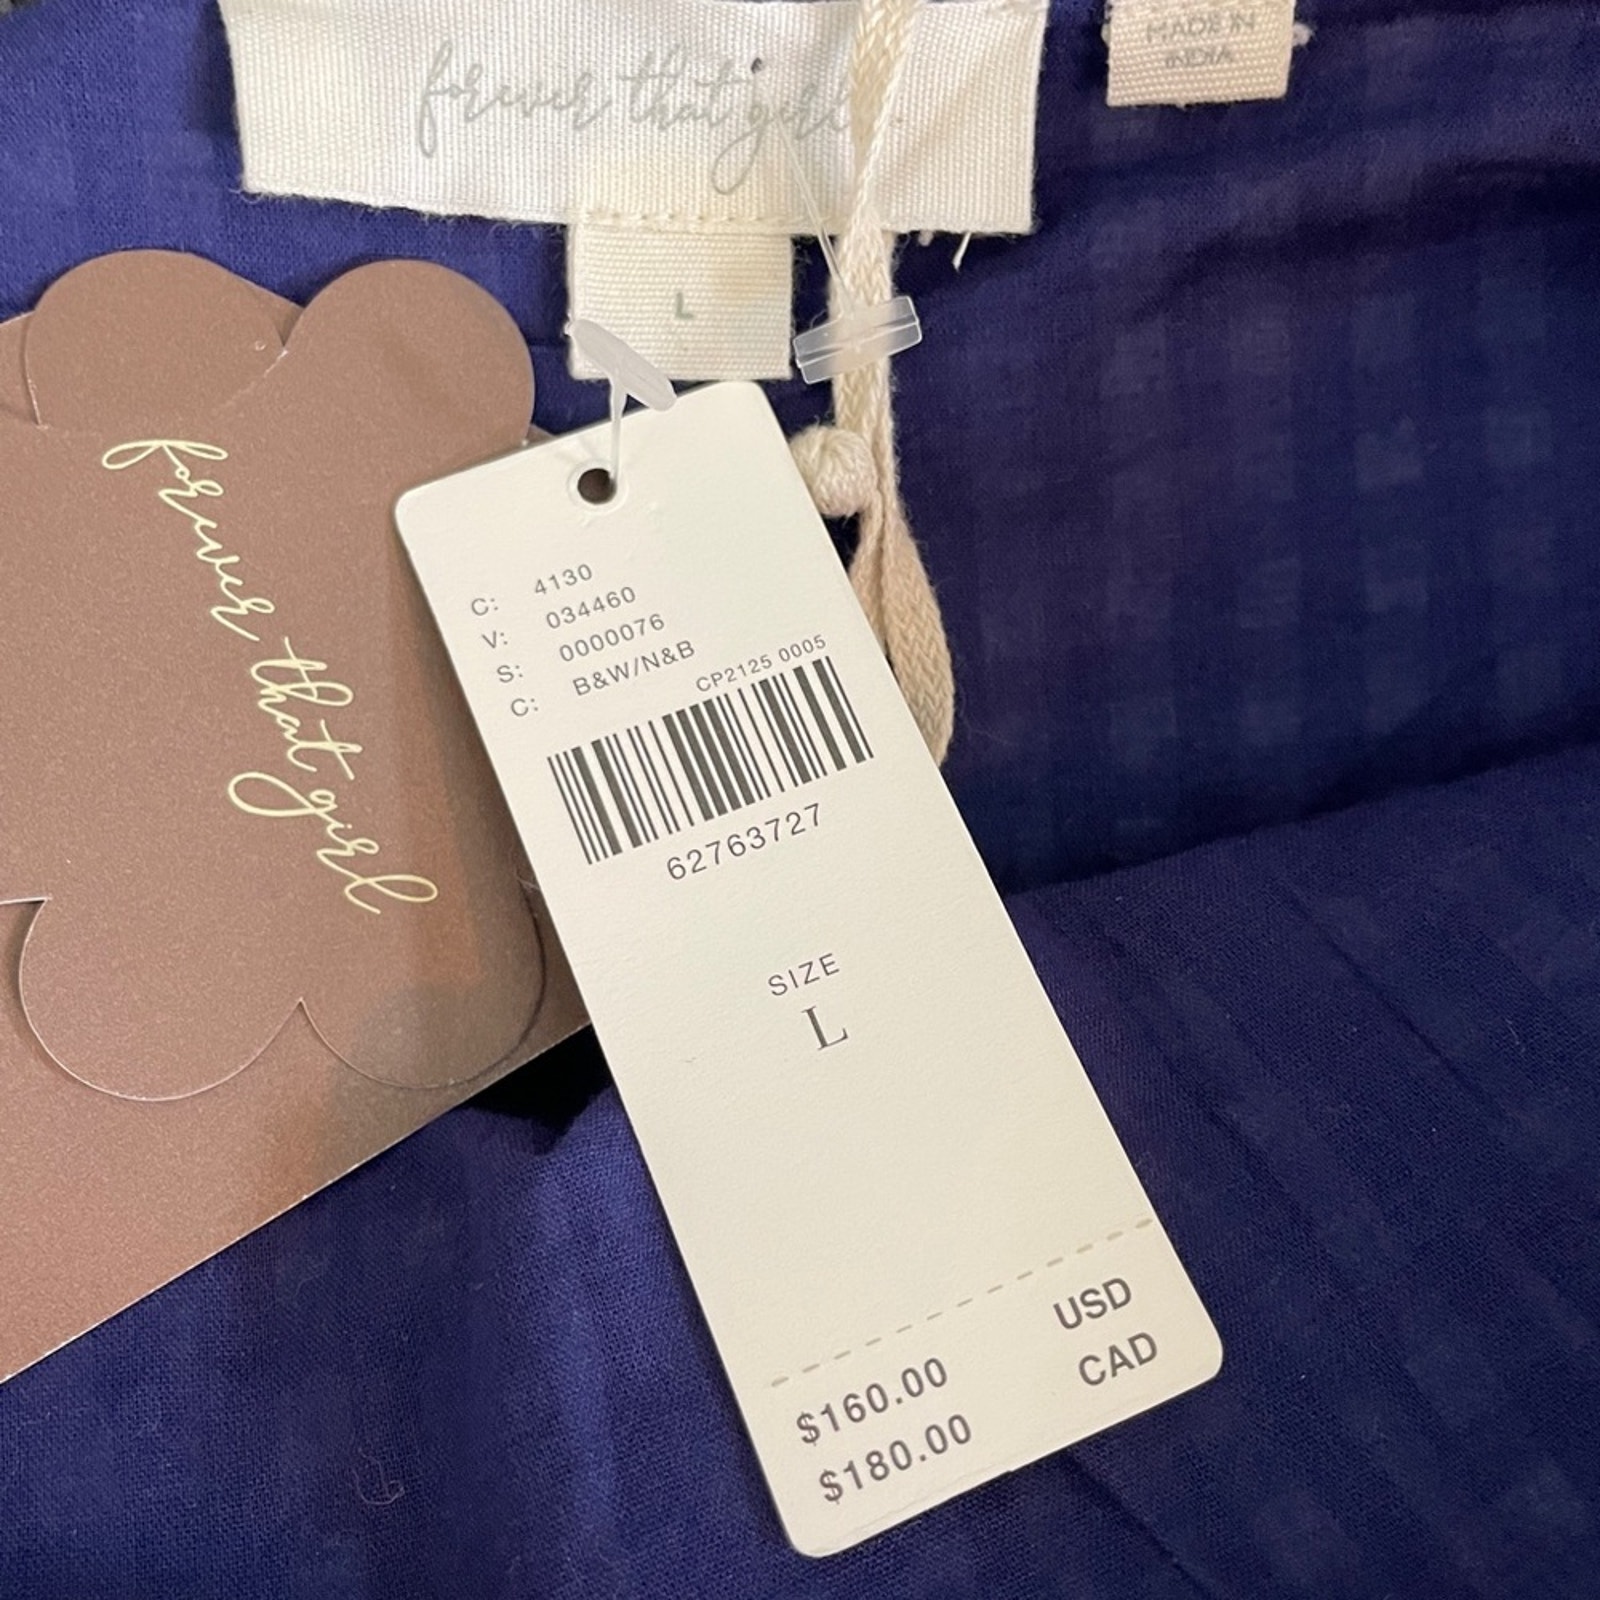 forever that girl
MADE IN
INDIA
L
forever that girl
C: 4130
V: 034460
S: 0000076
C: B&W/N&B
CP2125 0005
62763727
SIZE
L
USD
$160.00
CAD
$180.00